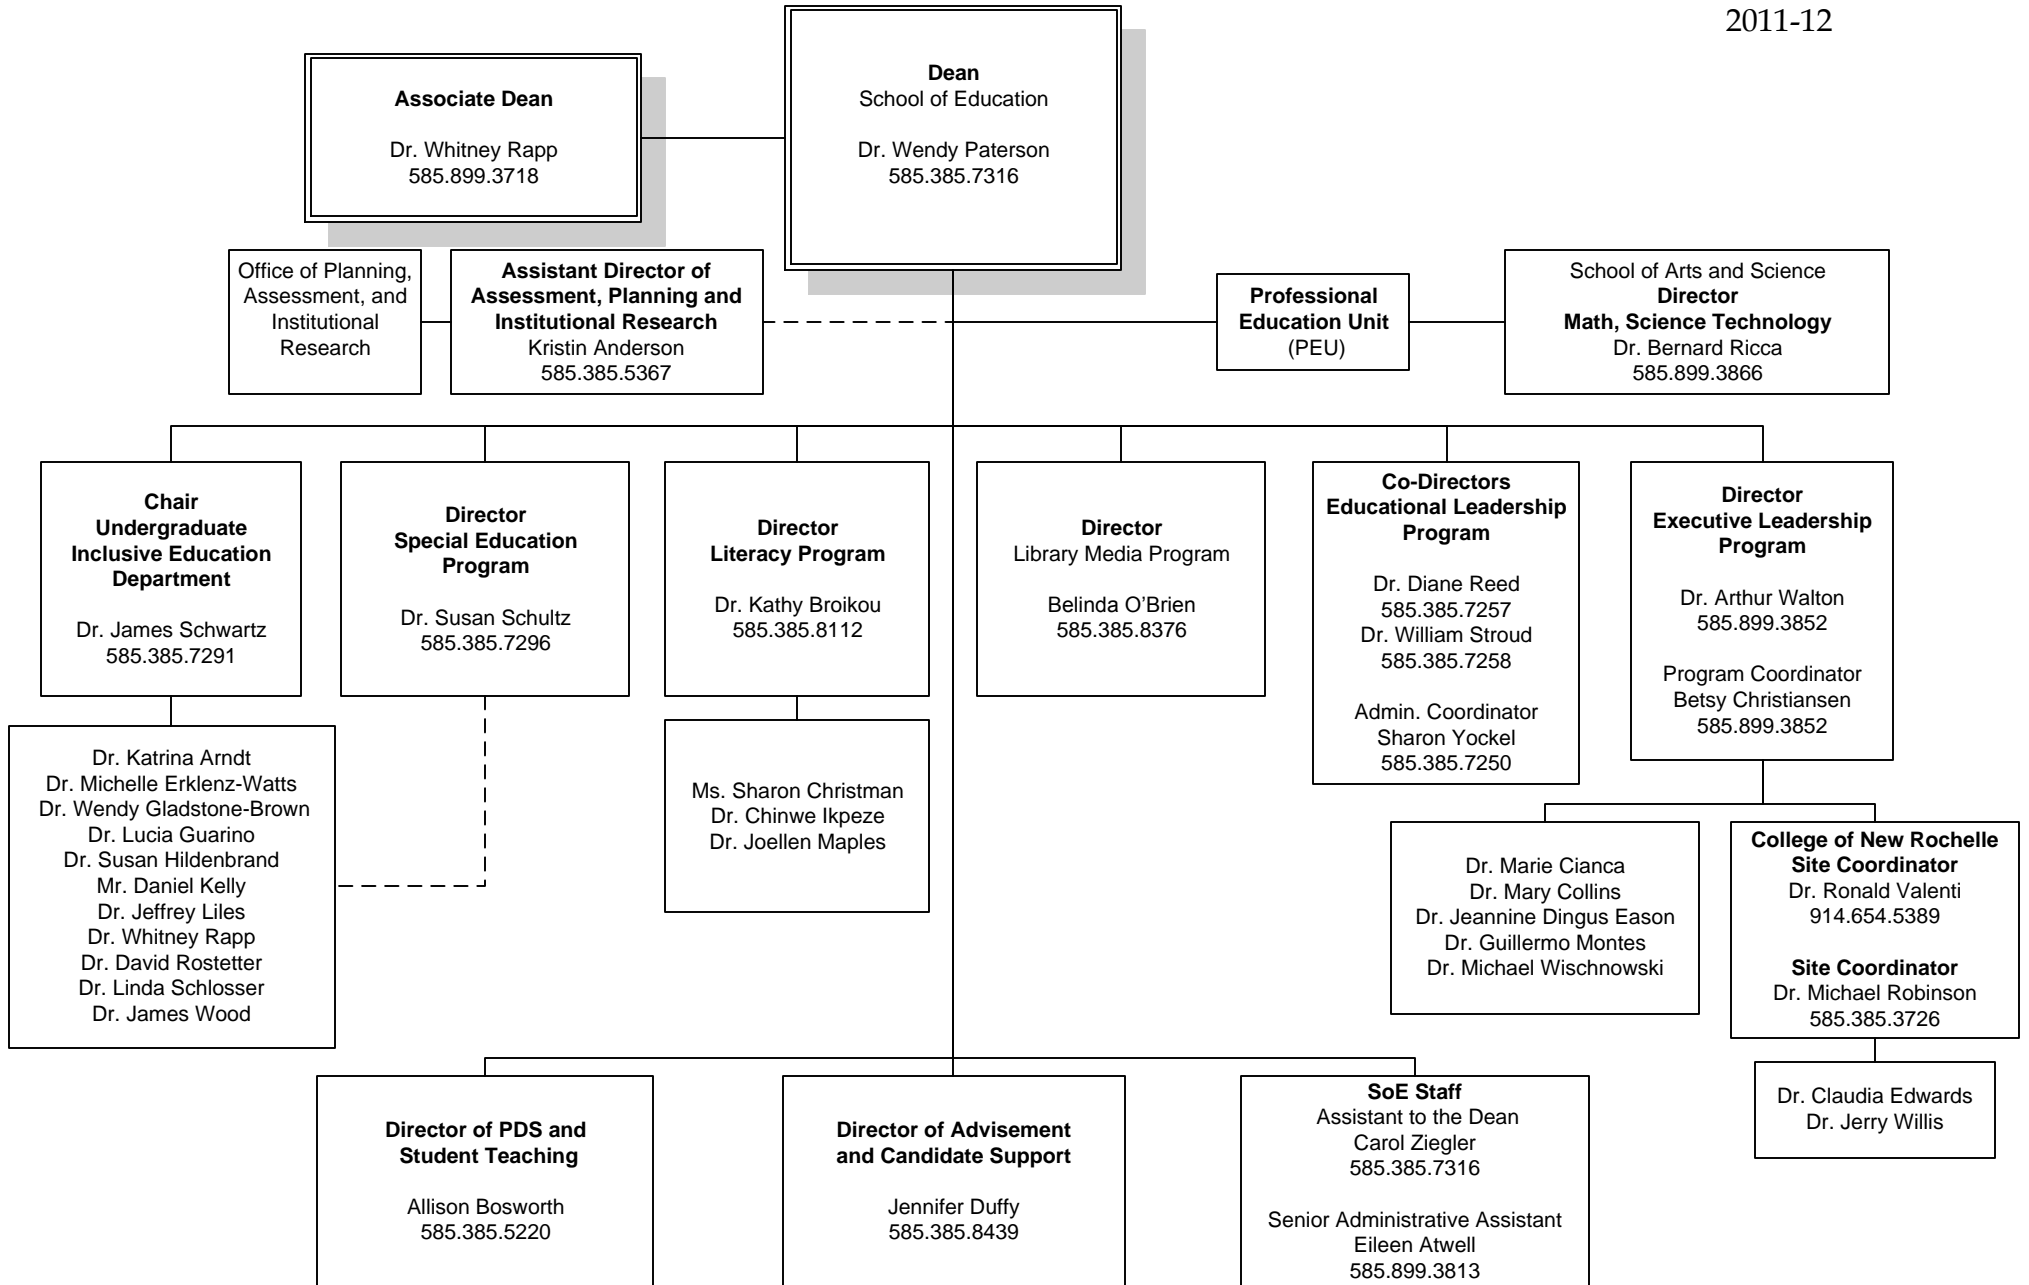 2011-12
Associate Dean
Dr. Whitney Rapp
585.899.3718
Dean
School of Education
Dr. Wendy Paterson
585.385.7316
Office of Planning,
Assessment, and
Institutional
Research
Assistant Director of
Assessment, Planning and
Institutional Research
Kristin Anderson
585.385.5367
Professional
Education Unit
(PEU)
School of Arts and Science
Director
Math, Science Technology
Dr. Bernard Ricca
585.899.3866
Chair
Undergraduate
Inclusive Education
Department
Dr. James Schwartz
585.385.7291
Director
Special Education
Program
Dr. Susan Schultz
585.385.7296
Director
Literacy Program
Dr. Kathy Broikou
585.385.8112
Director
Library Media Program
Belinda O’Brien
585.385.8376
Co-Directors
Educational Leadership
Program
Dr. Diane Reed
585.385.7257
Dr. William Stroud
585.385.7258
Admin. Coordinator
Sharon Yockel
585.385.7250
Director
Executive Leadership
Program
Dr. Arthur Walton
585.899.3852
Program Coordinator
Betsy Christiansen
585.899.3852
Dr. Katrina Arndt
Dr. Michelle Erklenz-Watts
Dr. Wendy Gladstone-Brown
Dr. Lucia Guarino
Dr. Susan Hildenbrand
Mr. Daniel Kelly
Dr. Jeffrey Liles
Dr. Whitney Rapp
Dr. David Rostetter
Dr. Linda Schlosser
Dr. James Wood
Ms. Sharon Christman
Dr. Chinwe Ikpeze
Dr. Joellen Maples
Dr. Marie Cianca
Dr. Mary Collins
Dr. Jeannine Dingus Eason
Dr. Guillermo Montes
Dr. Michael Wischnowski
College of New Rochelle
Site Coordinator
Dr. Ronald Valenti
914.654.5389
Site Coordinator
Dr. Michael Robinson
585.385.3726
Dr. Claudia Edwards
Dr. Jerry Willis
Director of PDS and
Student Teaching
Allison Bosworth
585.385.5220
Director of Advisement
and Candidate Support
Jennifer Duffy
585.385.8439
SoE Staff
Assistant to the Dean
Carol Ziegler
585.385.7316
Senior Administrative Assistant
Eileen Atwell
585.899.3813